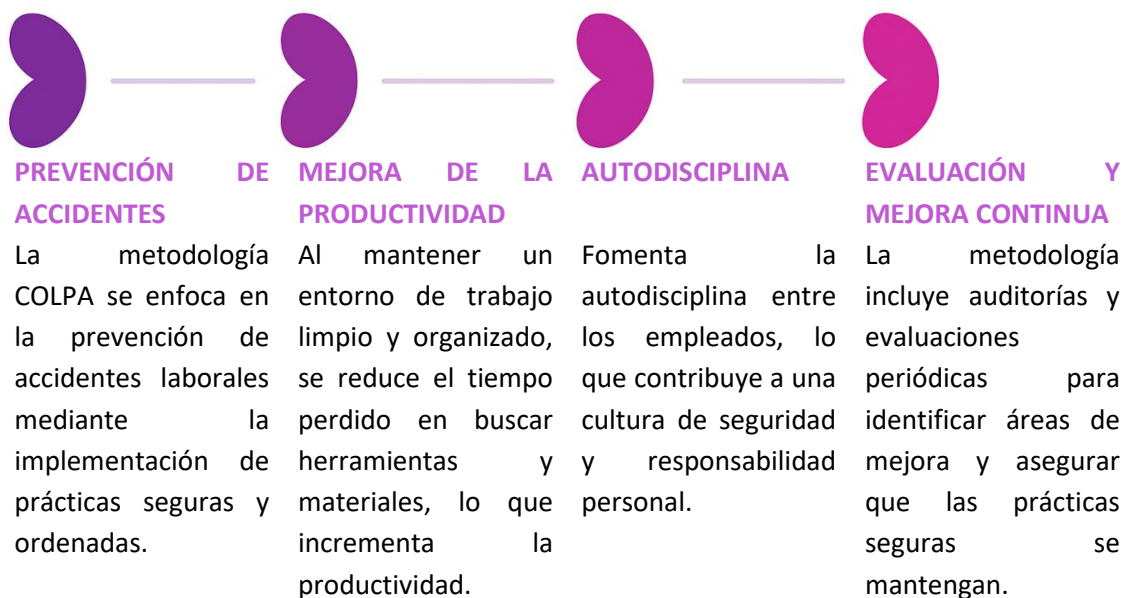 PREVENCIÓN DE
ACCIDENTES
La metodología
COLPA se enfoca en
la prevención de
accidentes laborales
mediante la
implementación de
prácticas seguras y
ordenadas.
MEJORA DE LA
PRODUCTIVIDAD
Al mantener un
entorno de trabajo
limpio y organizado,
se reduce el tiempo
perdido en buscar
herramientas y
materiales, lo que
incrementa la
productividad.
AUTODISCIPLINA
Fomenta la
autodisciplina entre
los empleados, lo
que contribuye a una
cultura de seguridad
y responsabilidad
personal.
EVALUACIÓN Y
MEJORA CONTINUA
La metodología
incluye auditorías y
evaluaciones
periódicas para
identificar áreas de
mejora y asegurar
que las prácticas
seguras se
mantengan.